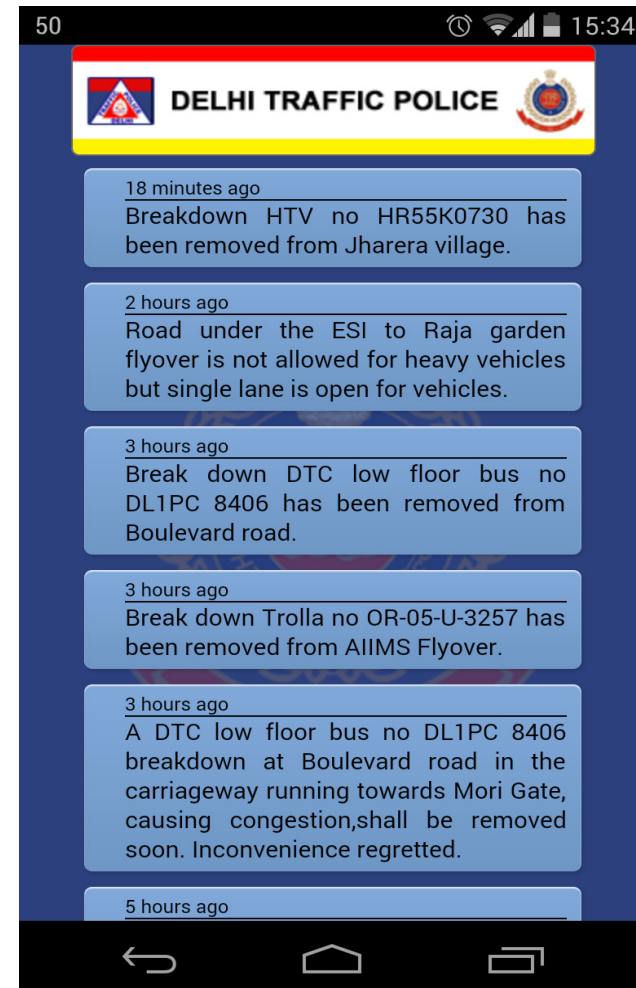 50 15:34
DELHI TRAFFIC POLICE
18 minutes ago
Breakdown HTV no HR55K0730 has
been removed from Jharera village.
2 hours ago
Road under the ESI to Raja garden
flyover is not allowed for heavy vehicles
but single lane is open for vehicles.
3 hours ago
Break down DTC low floor bus no
DL1PC 8406 has been removed from
Boulevard road.
3 hours ago
Break down Trolla no OR-05-U-3257 has
been removed from AIIMS Flyover.
3 hours ago
A DTC low floor bus no DL1PC 8406
breakdown at Boulevard road in the
carriageway running towards Mori Gate,
causing congestion,shall be removed
soon. Inconvenience regretted.
5 hours ago